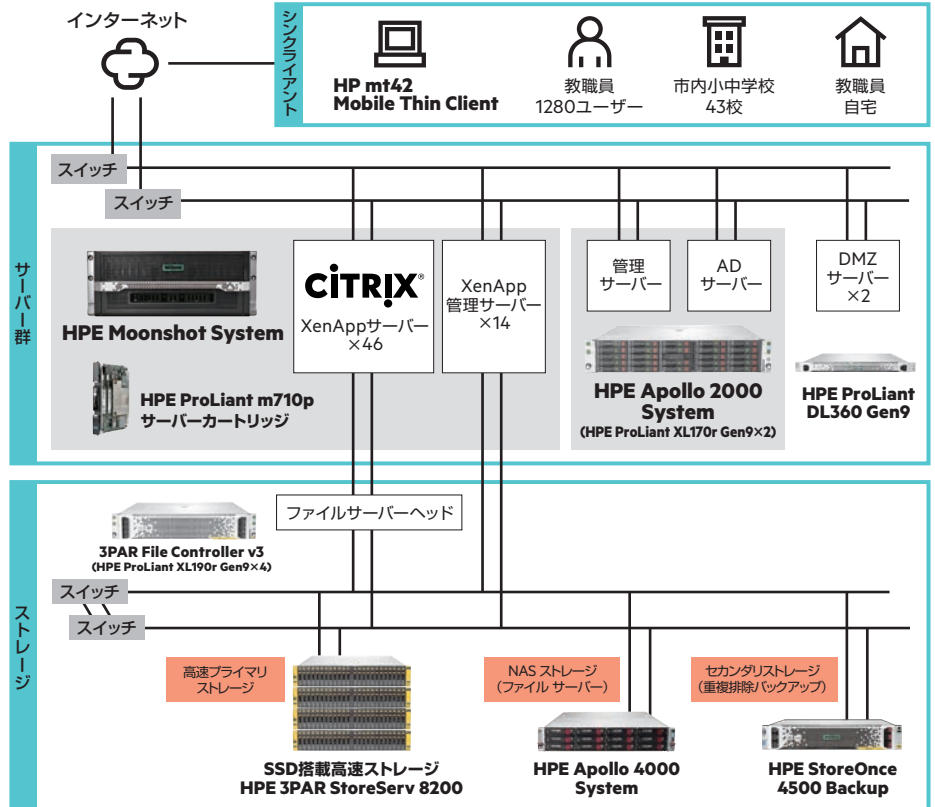 インターネット
シンクライアント
HP mt42
Mobile Thin Client
教職員
1280ユーザー
市内小中学校
43校
教職員
自宅
サーバー群
スイッチ
スイッチ
HPE Moonshot System
HPE ProLiant m710p
サーバーカートリッジ
CİTRIX®
XenAppサーバー
×46
XenApp
管理サーバー
×14
管理
サーバー
AD
サーバー
HPE Apollo 2000
System
(HPE ProLiant XL170r Gen9×2)
DMZ
サーバー
×2
HPE ProLiant
DL360 Gen9
ストレージ
3PAR File Controller v3
(HPE ProLiant XL190r Gen9×4)
ファイルサーバーヘッド
スイッチ
スイッチ
高速プライマリ
ストレージ
SSD搭載高速ストレージ
HPE 3PAR StoreServ 8200
NAS ストレージ
（ファイル サーバー）
HPE Apollo 4000
System
セカンダリストレージ
（重複排除バックアップ）
HPE StoreOnce
4500 Backup